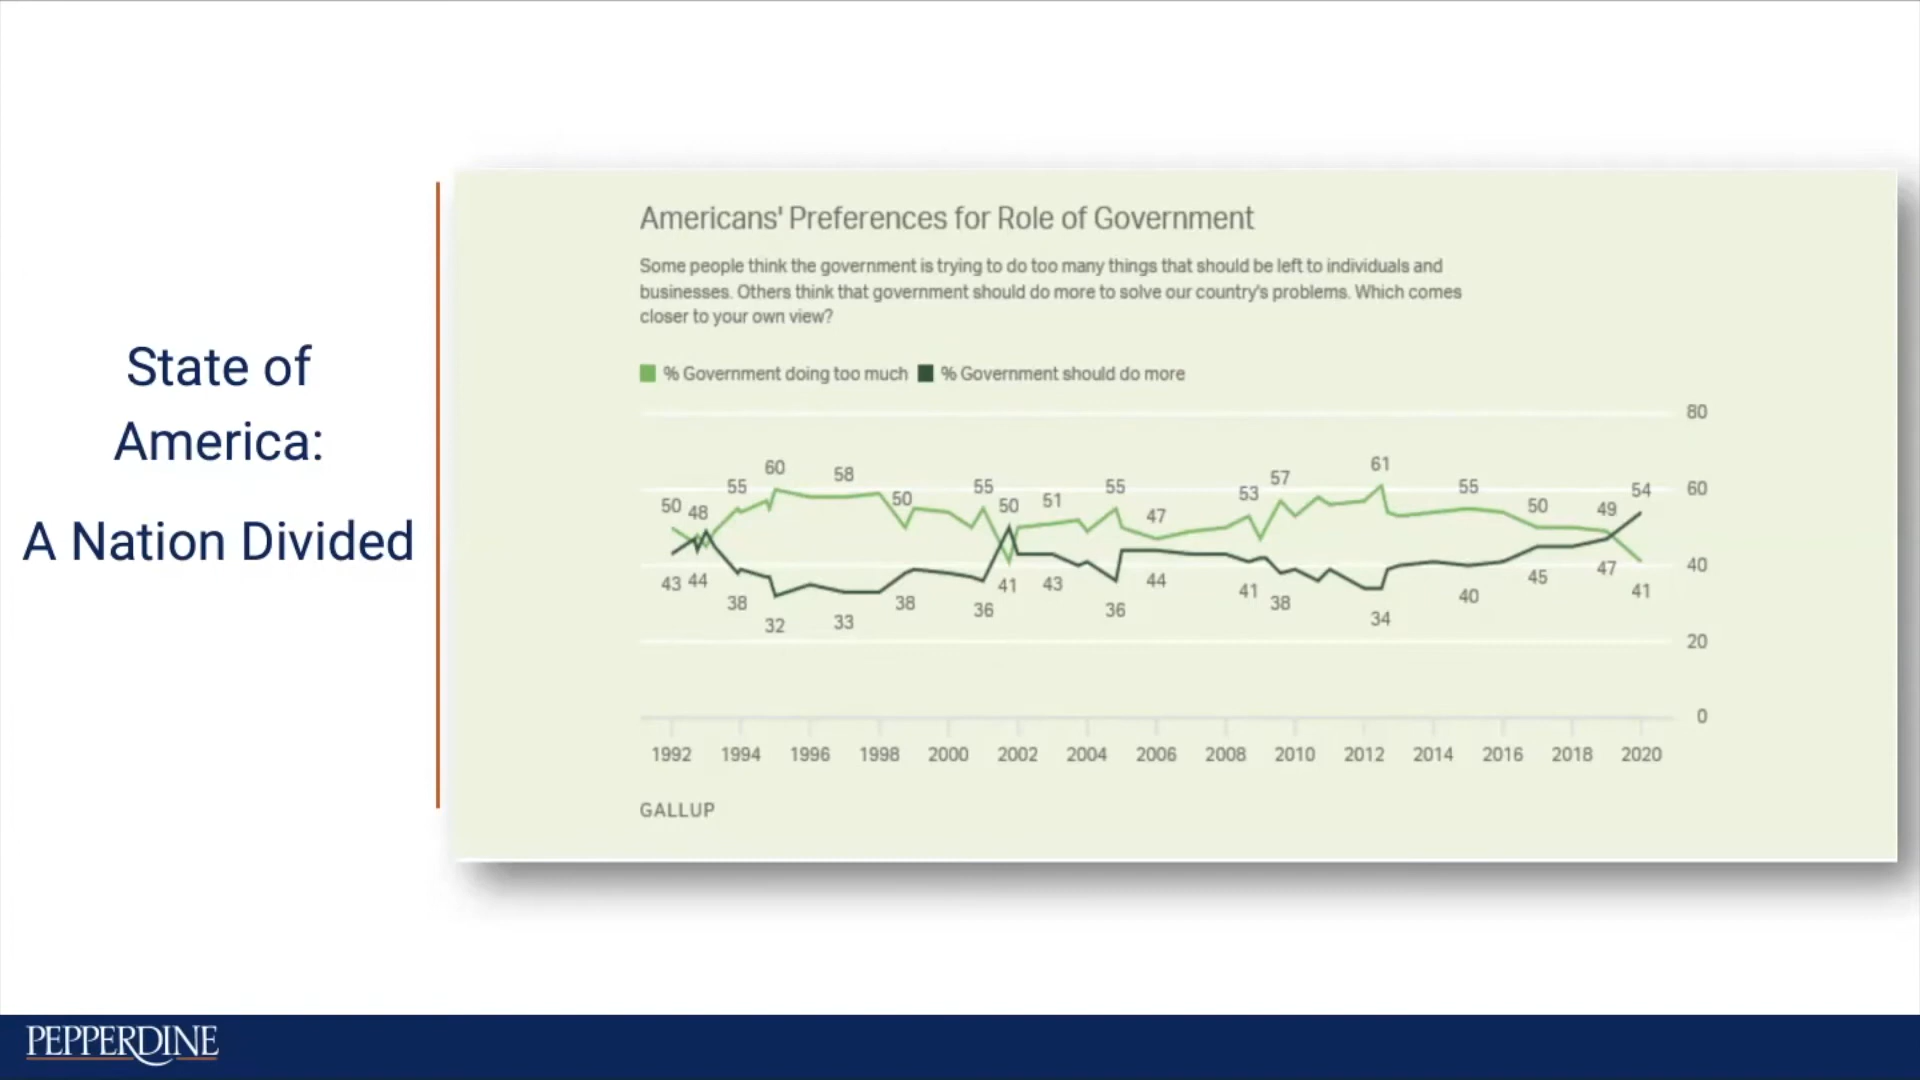 State of
America:
A Nation Divided
Americans' Preferences for Role of Government
Some people think the government is trying to do too many things that should be left to individuals and
businesses. Others think that government should do more to solve our country's problems. Which comes
closer to your own view?
% Government doing too much % Government should do more
80
60
40
20
0
50 48 55 60 58 50 55 50 51 55 47 53 57 61 55 50 49 54
43 44 38 32 33 38 36 41 43 36 44 41 38 34 40 45 47 41
1992 1994 1996 1998 2000 2002 2004 2006 2008 2010 2012 2014 2016 2018 2020
GALLUP
PEPPERDINE